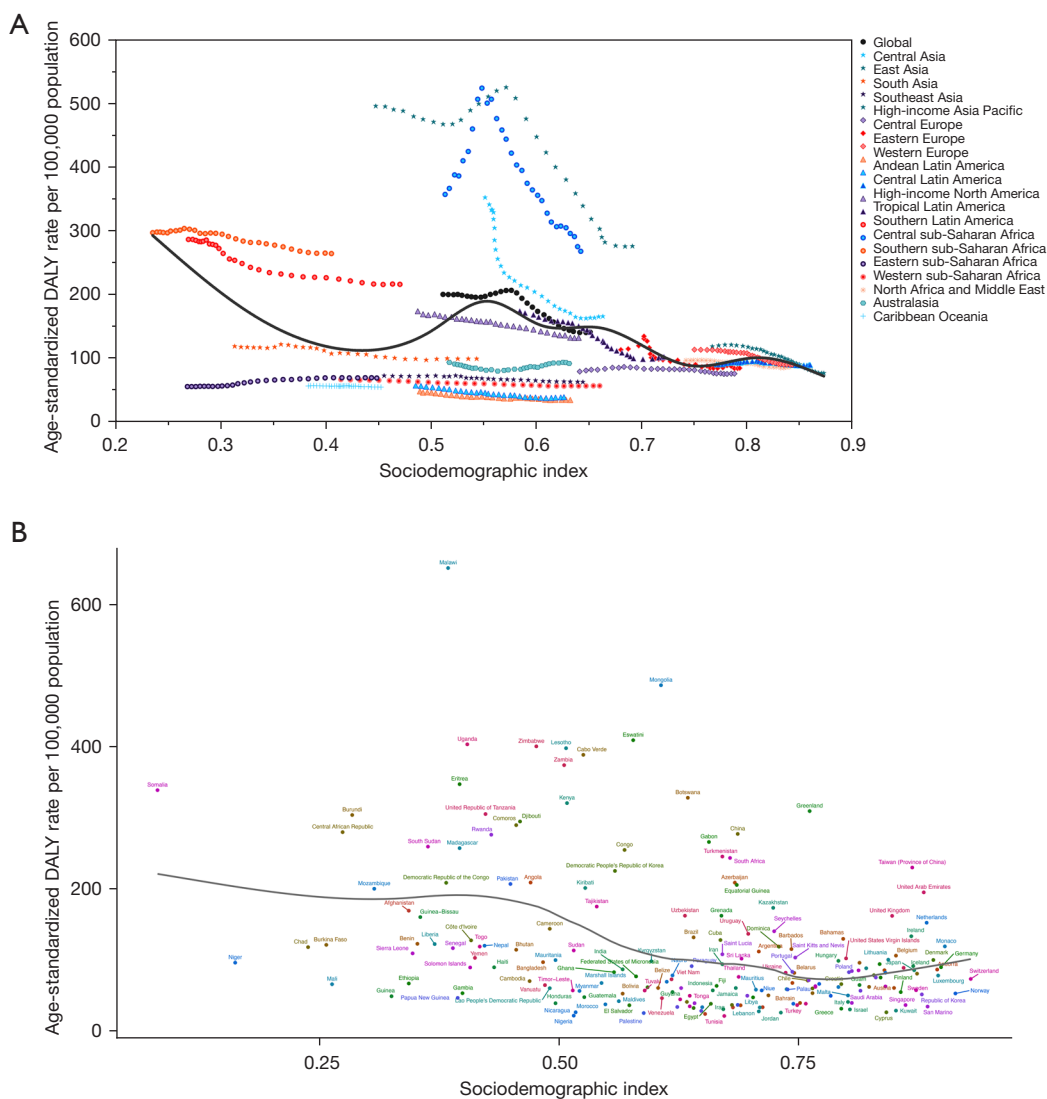 A
Age-standardized DALY rate per 100,000 population
600
500
400
300
200
100
0
0.2
0.3
0.4
0.5
0.6
0.7
0.8
0.9
Sociodemographic index
Global
Central Asia
East Asia
South Asia
Southeast Asia
High-income Asia Pacific
Central Europe
Eastern Europe
Western Europe
Andean Latin America
Central Latin America
High-income North America
Tropical Latin America
Southern Latin America
Central sub-Saharan Africa
Southern sub-Saharan Africa
Eastern sub-Saharan Africa
Western sub-Saharan Africa
North Africa and Middle East
Australasia
Caribbean Oceania
B
Age-standardized DALY rate per 100,000 population
600
400
200
0
Malawi
Mongolia
Uganda
Zimbabwe
Lesotho
Eswatini
Cabo Verde
Zambia
Somalia
Eritrea
Kenya
Botswana
Greenland
Burundi
United Republic of Tanzania
Djibouti
Comoros
Central African Republic
Rwanda
China
South Sudan
Madagascar
Congo
Gabon
Turkmenistan
South Africa
Democratic People's Republic of Korea
Taiwan (Province of China)
Mozambique
Democratic Republic of the Congo
Pakistan
Angola
Kiribati
Azerbaijan
Equatorial Guinea
United Arab Emirates
Afghanistan
Guinea-Bissau
Tajikistan
Uzbekistan
Grenada
Kazakhstan
United Kingdom
Seychelles
Netherlands
Chad
Burkina Faso
Benin
Liberia
Côte d'Ivoire
Cameroon
Brazil
Cuba
Uruguay
Dominica
Barbados
Bahamas
Japan
Ireland
Monaco
Niger
Sierra Leone
Senegal
Togo
Nepal
Yemen
Bhutan
Sudan
India
Kyrgyzstan
Iran
Saint Lucia
Sri Lanka
Saint Kitts and Nevis
United States Virgin Islands
Portugal
Hungary
Lithuania
Belgium
Denmark
Germany
Solomon Islands
Haiti
Bangladesh
Mauritania
Ghana
Federated States of Micronesia
Belize
Viet Nam
Thailand
Ukraine
Belarus
Poland
Iceland
Luxembourg
Switzerland
Mali
Ethiopia
Cambodia
Timor-Leste
Marshall Islands
Tuvalu
Fiji
Mauritius
Chile
Guinea
Gambia
Vanuatu
Myanmar
Bolivia
Guyana
Indonesia
Niue
Malta
Finland
Sweden
Norway
Papua New Guinea
Lao People's Democratic Republic
Honduras
Guatemala
Maldives
Tonga
Jamaica
Libya
Bahrain
Saudi Arabia
Singapore
Republic of Korea
Nicaragua
Morocco
El Salvador
Venezuela
Egypt
Iraq
Lebanon
Turkey
Greece
Italy
Israel
Kuwait
San Marino
Nigeria
Palestine
Tunisia
Jordan
Cyprus
0.25
0.50
0.75
Sociodemographic index